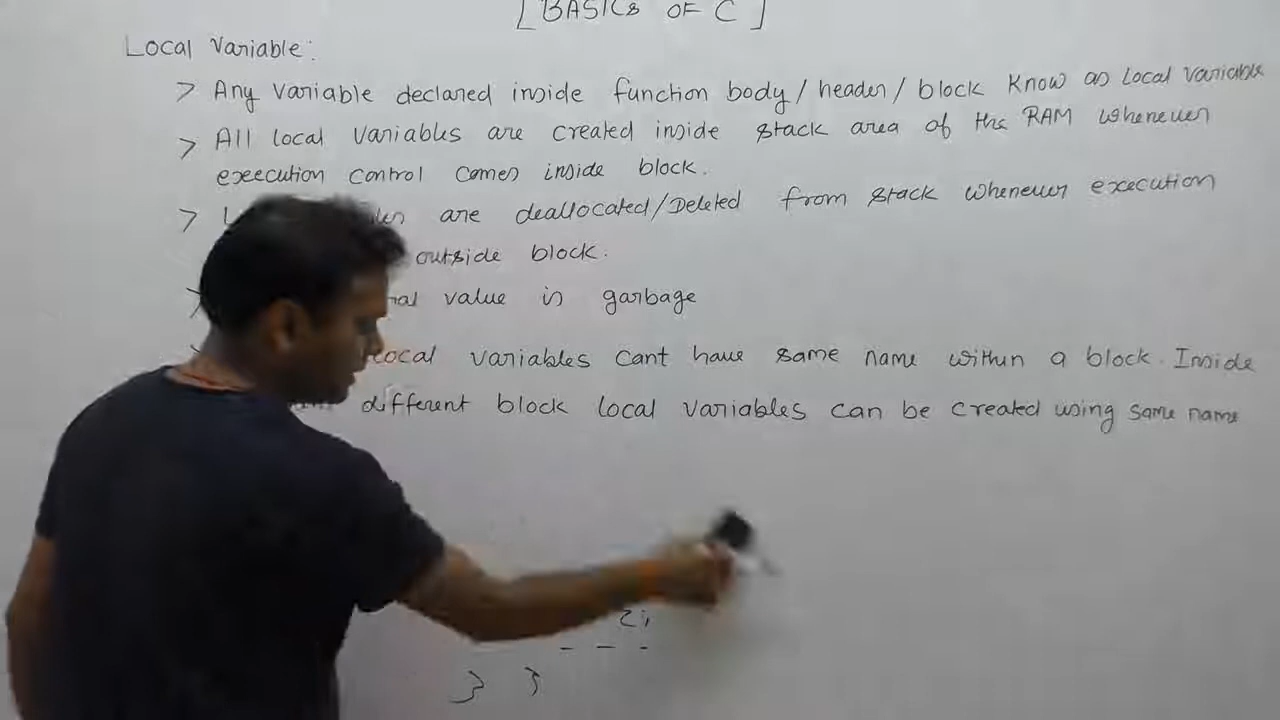 [ BASICS OF C ]
Local Variable:
> Any variable declared inside function body / header / block Know as local variable
> All local variables are created inside stack area of the RAM whenever
execution control comes inside block.
> are deallocated/Deleted from stack whenever execution
outside block.
value is garbage
local variables cant have same name within a block. Inside
different block local variables can be created using same name
2;
- - -
} }